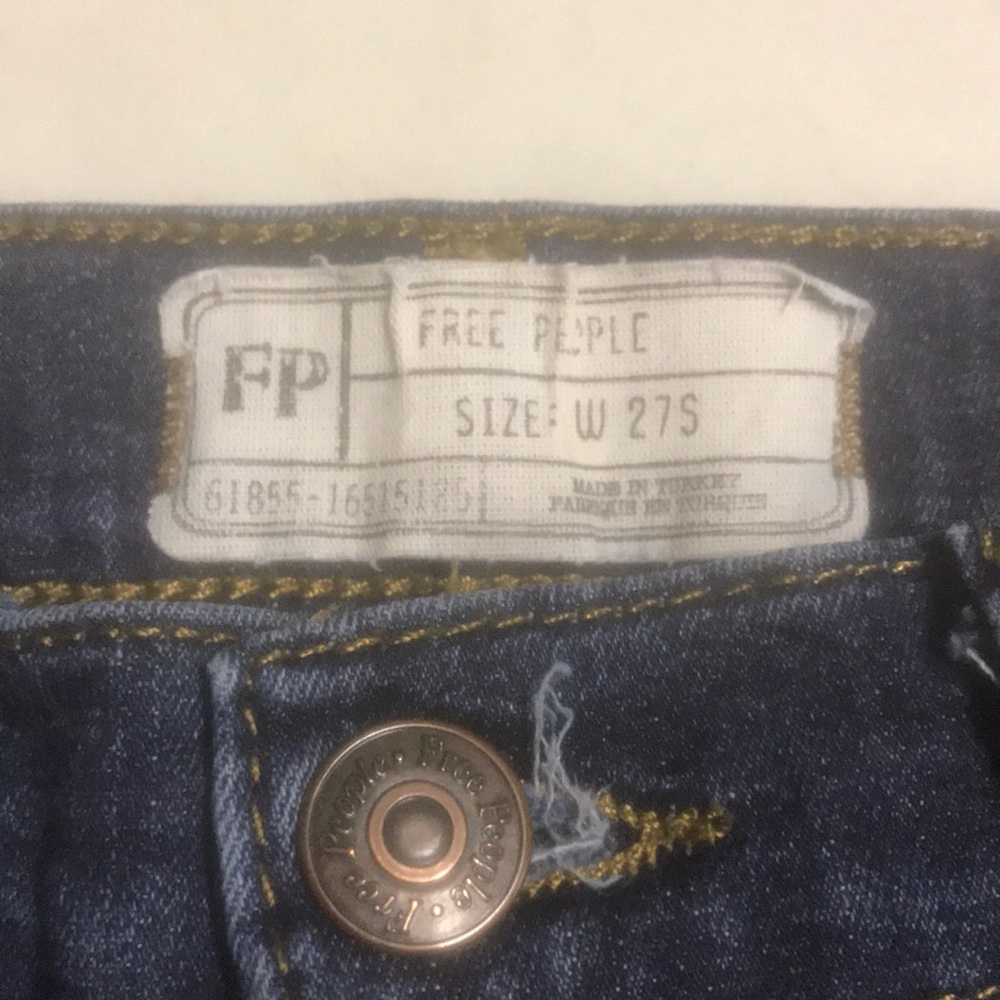 FP
FREE PEOPLE
SIZE: W 27S
MADE IN TURKEY
Free People • Free People •